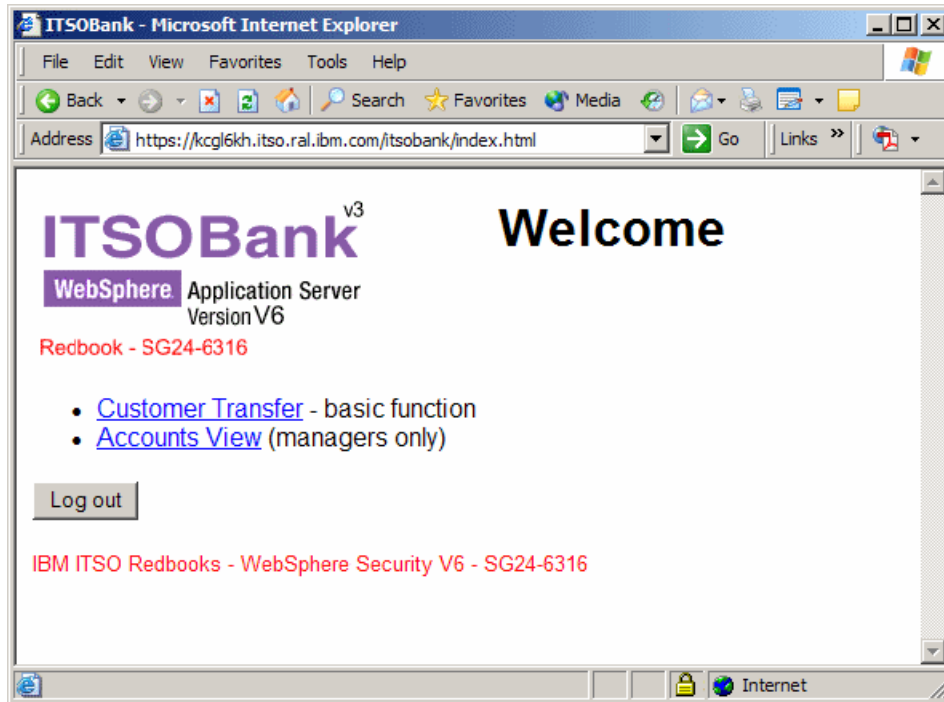 ITSOBank - Microsoft Internet Explorer
File Edit View Favorites Tools Help
Back Search Favorites Media
Address https://kcgl6kh.itso.ral.ibm.com/itsobank/index.html Go Links »
ITSOBank v3 Welcome
WebSphere. Application Server
Version V6
Redbook - SG24-6316
• Customer Transfer - basic function
• Accounts View (managers only)
Log out
IBM ITSO Redbooks - WebSphere Security V6 - SG24-6316
Internet